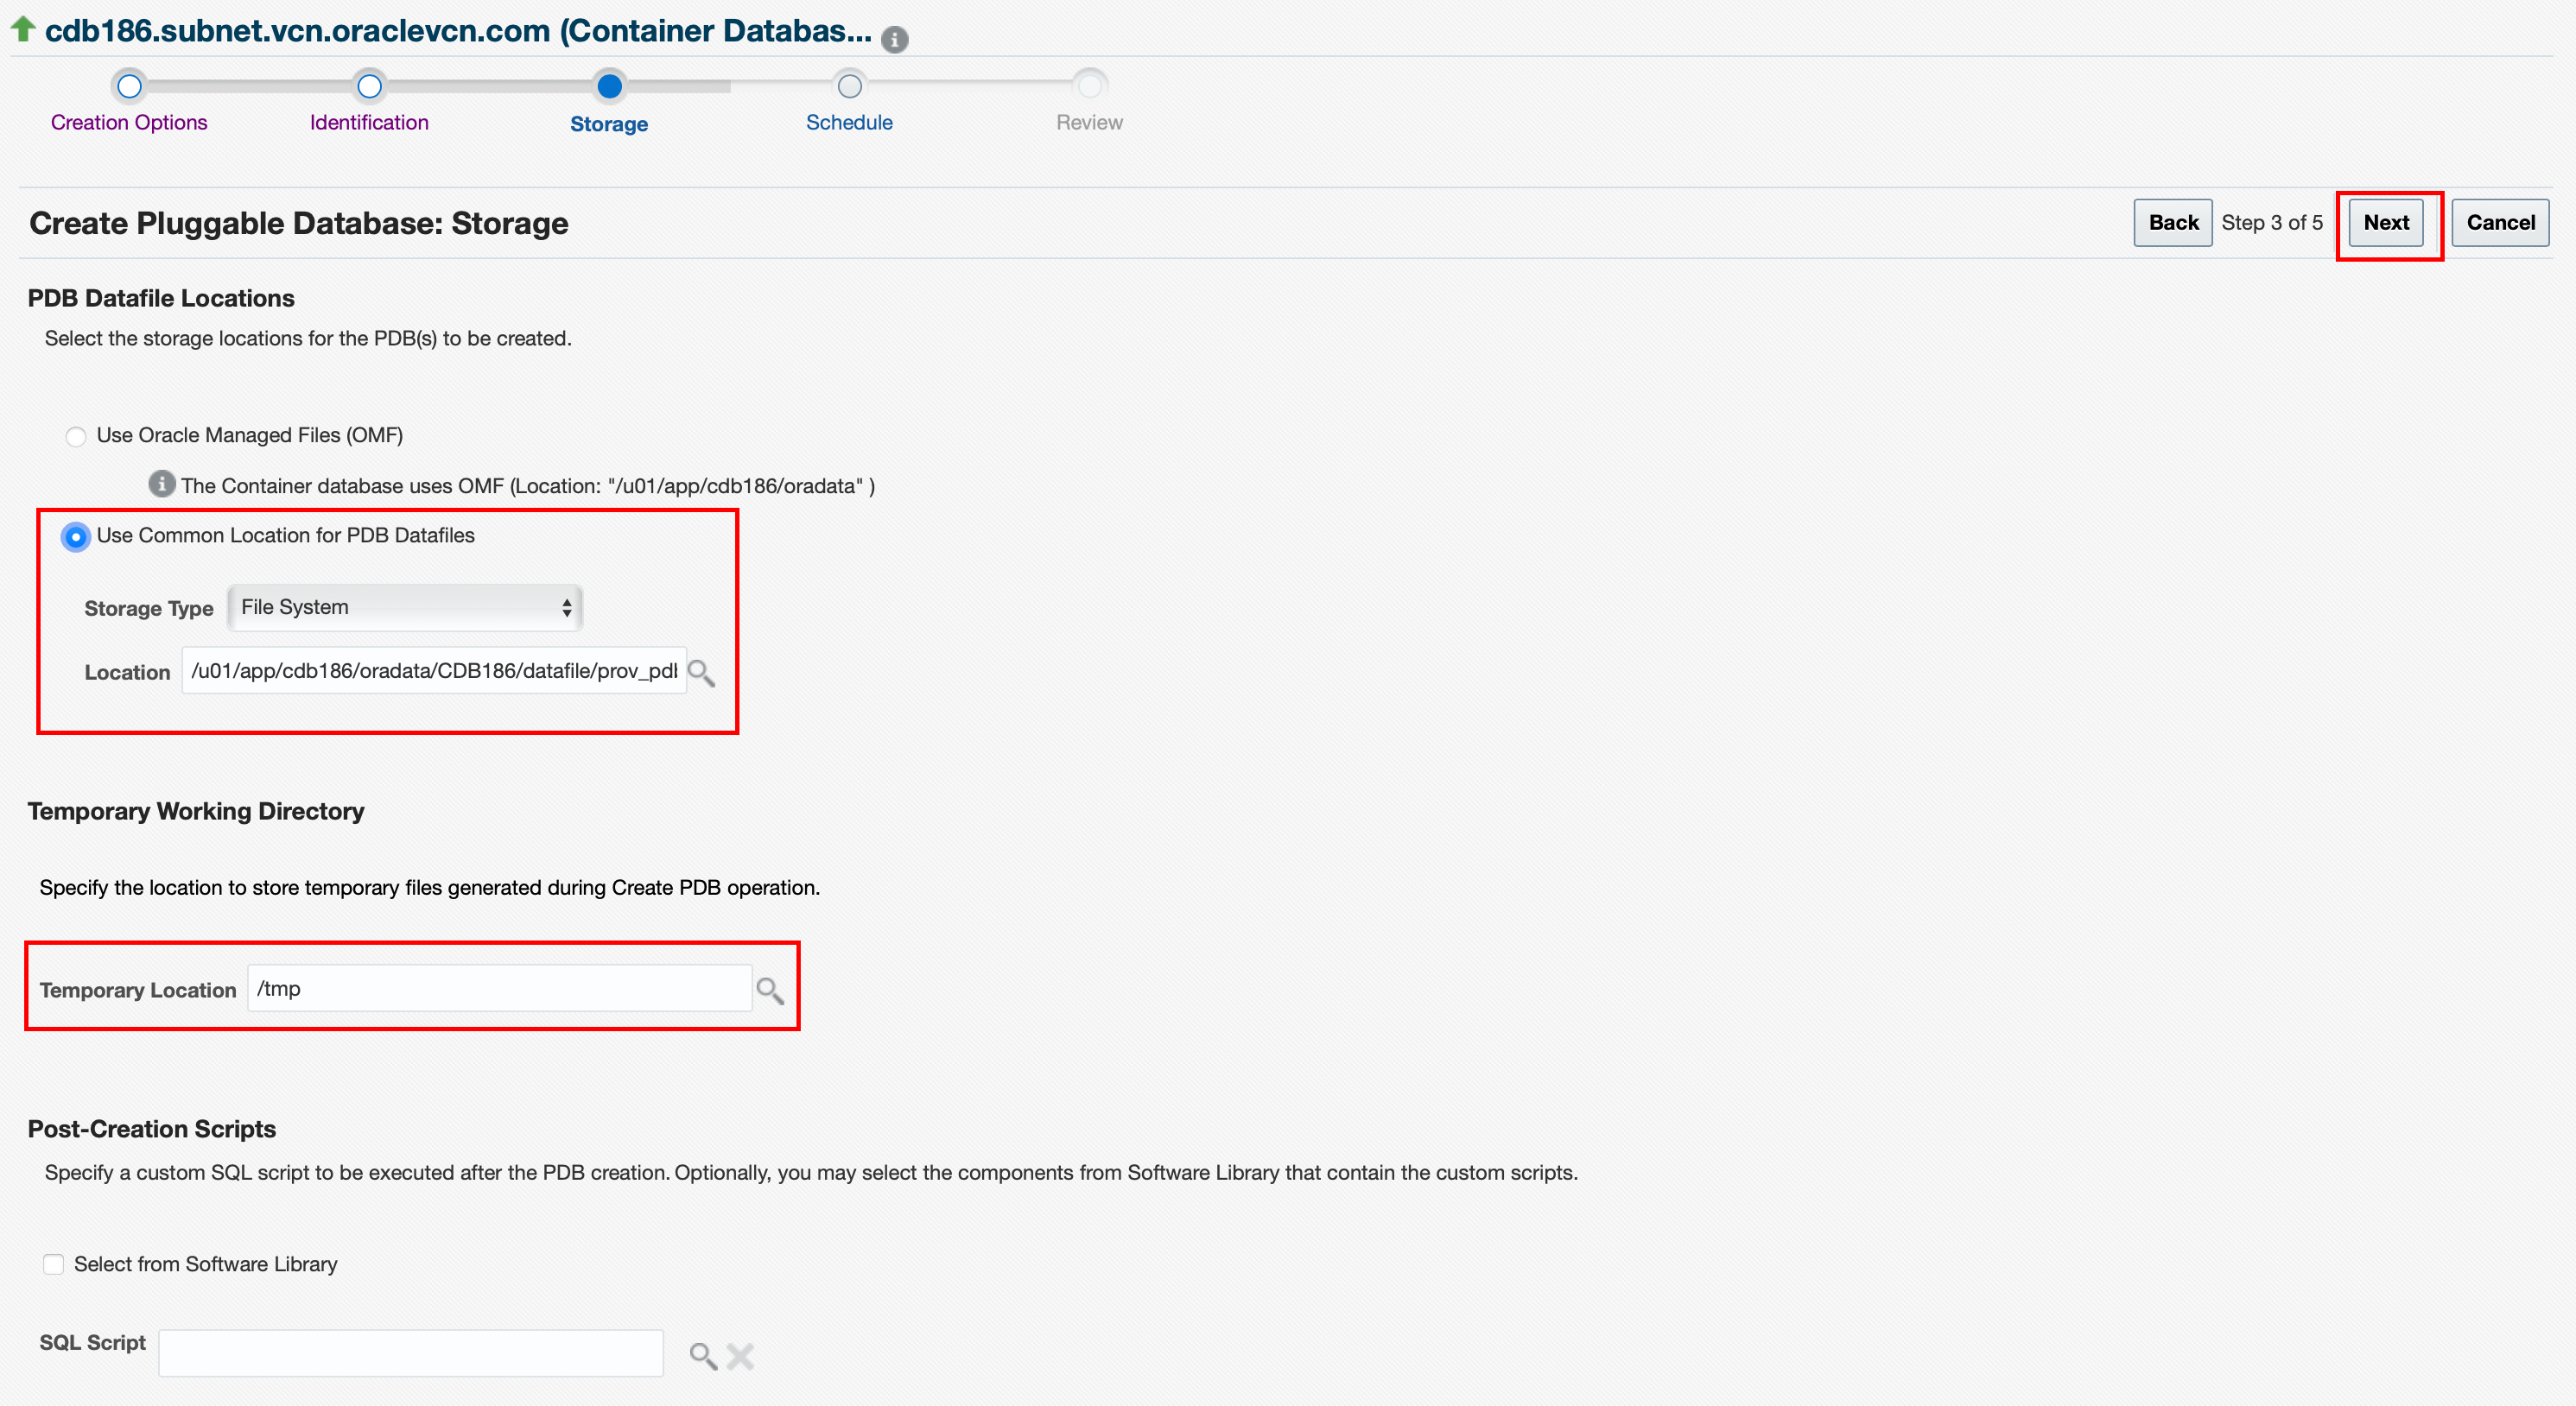 cdb186.subnet.vcn.oraclevcn.com (Container Databas...
Creation Options
Identification
Storage
Schedule
Review
Create Pluggable Database: Storage
Back Step 3 of 5 Next Cancel
PDB Datafile Locations
Select the storage locations for the PDB(s) to be created.
Use Oracle Managed Files (OMF)
The Container database uses OMF (Location: "/u01/app/cdb186/oradata" )
Use Common Location for PDB Datafiles
Storage Type File System
Location /u01/app/cdb186/oradata/CDB186/datafile/prov_pdb
Temporary Working Directory
Specify the location to store temporary files generated during Create PDB operation.
Temporary Location /tmp
Post-Creation Scripts
Specify a custom SQL script to be executed after the PDB creation. Optionally, you may select the components from Software Library that contain the custom scripts.
Select from Software Library
SQL Script